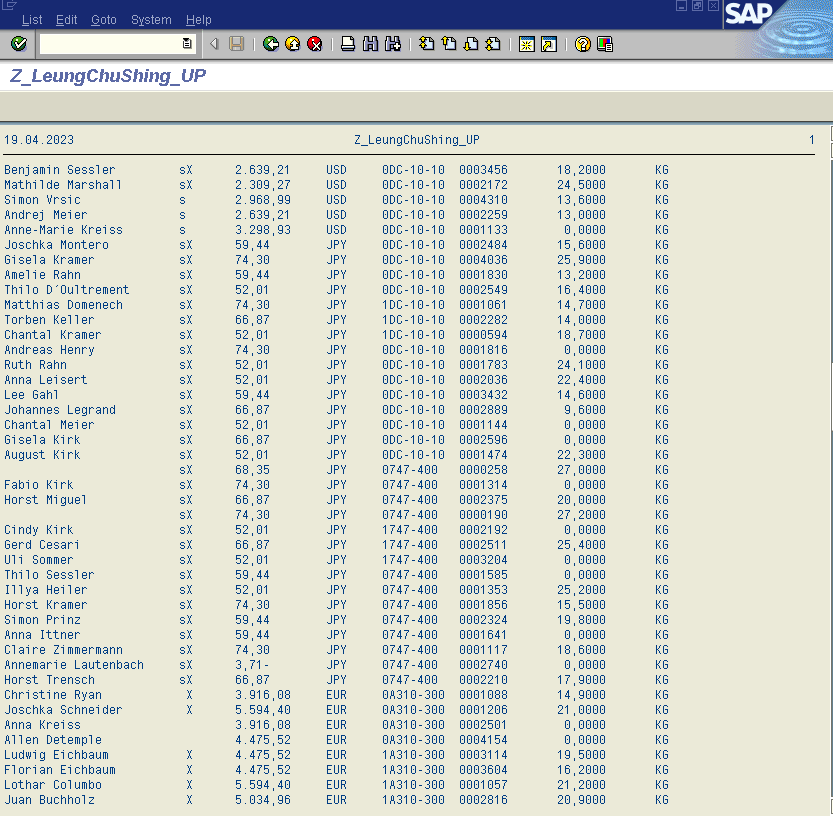 List Edit Goto System Help
SAP
Z_LeungChuShing_UP
19.04.2023 Z_LeungChuShing_UP 1
Benjamin Sessler sX 2.639,21 USD 0DC-10-10 0003456 18,2000 KG
Mathilde Marshall sX 2.309,27 USD 0DC-10-10 0002172 24,5000 KG
Simon Vrsic s 2.968,99 USD 0DC-10-10 0004310 13,6000 KG
Andrej Meier s 2.639,21 USD 0DC-10-10 0002259 13,0000 KG
Anne-Marie Kreiss s 3.298,93 USD 0DC-10-10 0001133 0,0000 KG
Joschka Montero sX 59,44 JPY 0DC-10-10 0002484 15,6000 KG
Gisela Kramer sX 74,30 JPY 0DC-10-10 0004036 25,9000 KG
Amelie Rahn sX 59,44 JPY 0DC-10-10 0001830 13,2000 KG
Thilo D´Oultrement sX 52,01 JPY 0DC-10-10 0002549 16,4000 KG
Matthias Domenech sX 74,30 JPY 1DC-10-10 0001061 14,7000 KG
Torben Keller sX 66,87 JPY 1DC-10-10 0002282 14,0000 KG
Chantal Kramer sX 52,01 JPY 1DC-10-10 0000594 18,7000 KG
Andreas Henry sX 74,30 JPY 0DC-10-10 0001816 0,0000 KG
Ruth Rahn sX 52,01 JPY 0DC-10-10 0001783 24,1000 KG
Anna Leisert sX 52,01 JPY 0DC-10-10 0002036 22,4000 KG
Lee Gahl sX 59,44 JPY 0DC-10-10 0003432 14,6000 KG
Johannes Legrand sX 66,87 JPY 0DC-10-10 0002889 9,6000 KG
Chantal Meier sX 52,01 JPY 0DC-10-10 0001144 0,0000 KG
Gisela Kirk sX 66,87 JPY 0DC-10-10 0002596 0,0000 KG
August Kirk sX 52,01 JPY 0DC-10-10 0001474 22,3000 KG
sX 68,35 JPY 0747-400 0000258 27,0000 KG
Fabio Kirk sX 74,30 JPY 0747-400 0001314 0,0000 KG
Horst Miguel sX 66,87 JPY 0747-400 0002375 20,0000 KG
sX 74,30 JPY 0747-400 0000190 27,2000 KG
Cindy Kirk sX 52,01 JPY 1747-400 0002192 0,0000 KG
Gerd Cesari sX 66,87 JPY 1747-400 0002511 25,4000 KG
Uli Sommer sX 52,01 JPY 1747-400 0003204 0,0000 KG
Thilo Sessler sX 59,44 JPY 0747-400 0001585 0,0000 KG
Illya Heiler sX 52,01 JPY 0747-400 0001353 25,2000 KG
Horst Kramer sX 74,30 JPY 0747-400 0001856 15,5000 KG
Simon Prinz sX 59,44 JPY 0747-400 0002324 19,8000 KG
Anna Ittner sX 59,44 JPY 0747-400 0001641 0,0000 KG
Claire Zimmermann sX 74,30 JPY 0747-400 0001117 18,6000 KG
Annemarie Lautenbach sX 3,71- JPY 0747-400 0002740 0,0000 KG
Horst Trensch sX 66,87 JPY 0747-400 0002210 17,9000 KG
Christine Ryan X 3.916,08 EUR 0A310-300 0001088 14,9000 KG
Joschka Schneider X 5.594,40 EUR 0A310-300 0001206 21,0000 KG
Anna Kreiss 3.916,08 EUR 0A310-300 0002501 0,0000 KG
Allen Detemple 4.475,52 EUR 0A310-300 0004154 0,0000 KG
Ludwig Eichbaum X 4.475,52 EUR 1A310-300 0003114 19,5000 KG
Florian Eichbaum X 4.475,52 EUR 1A310-300 0003604 16,2000 KG
Lothar Columbo X 5.594,40 EUR 1A310-300 0001057 21,2000 KG
Juan Buchholz X 5.034,96 EUR 1A310-300 0002816 20,9000 KG